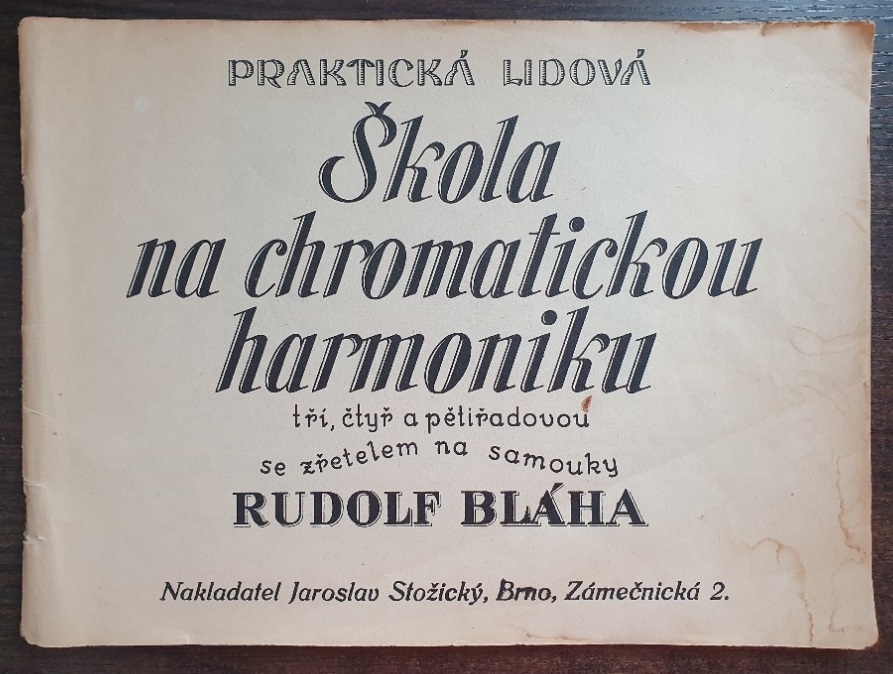 PRAKTICKÁ LIDOVÁ
Škola
na chromatickou
harmoniku
tří, čtyř a pětiřadovou
se zřetelem na samouky
RUDOLF BLÁHA
Nakladatel Jaroslav Stožický, Brno, Zámečnická 2.